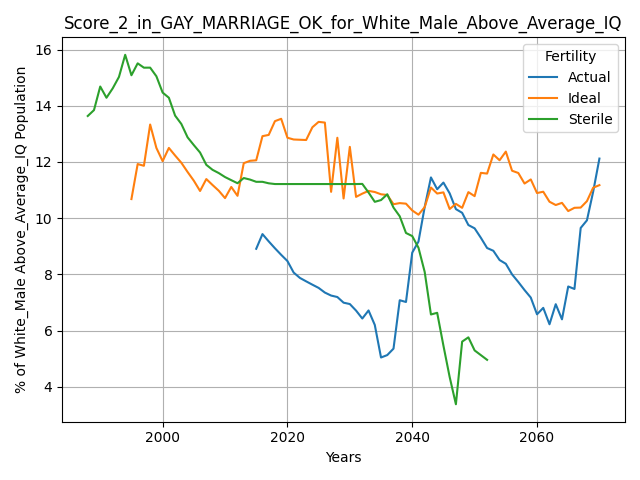 Score_2_in_GAY_MARRIAGE_OK_for_White_Male_Above_Average_IQ
% of White_Male Above_Average_IQ Population
16
14
12
10
8
6
4
Fertility
Actual
Ideal
Sterile
2000
2020
2040
2060
Years